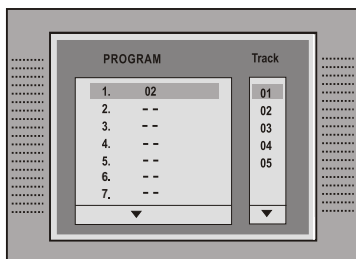 PROGRAM Track
1. 02
2. - -
3. - -
4. - -
5. - -
6. - -
7. - -
01
02
03
04
05